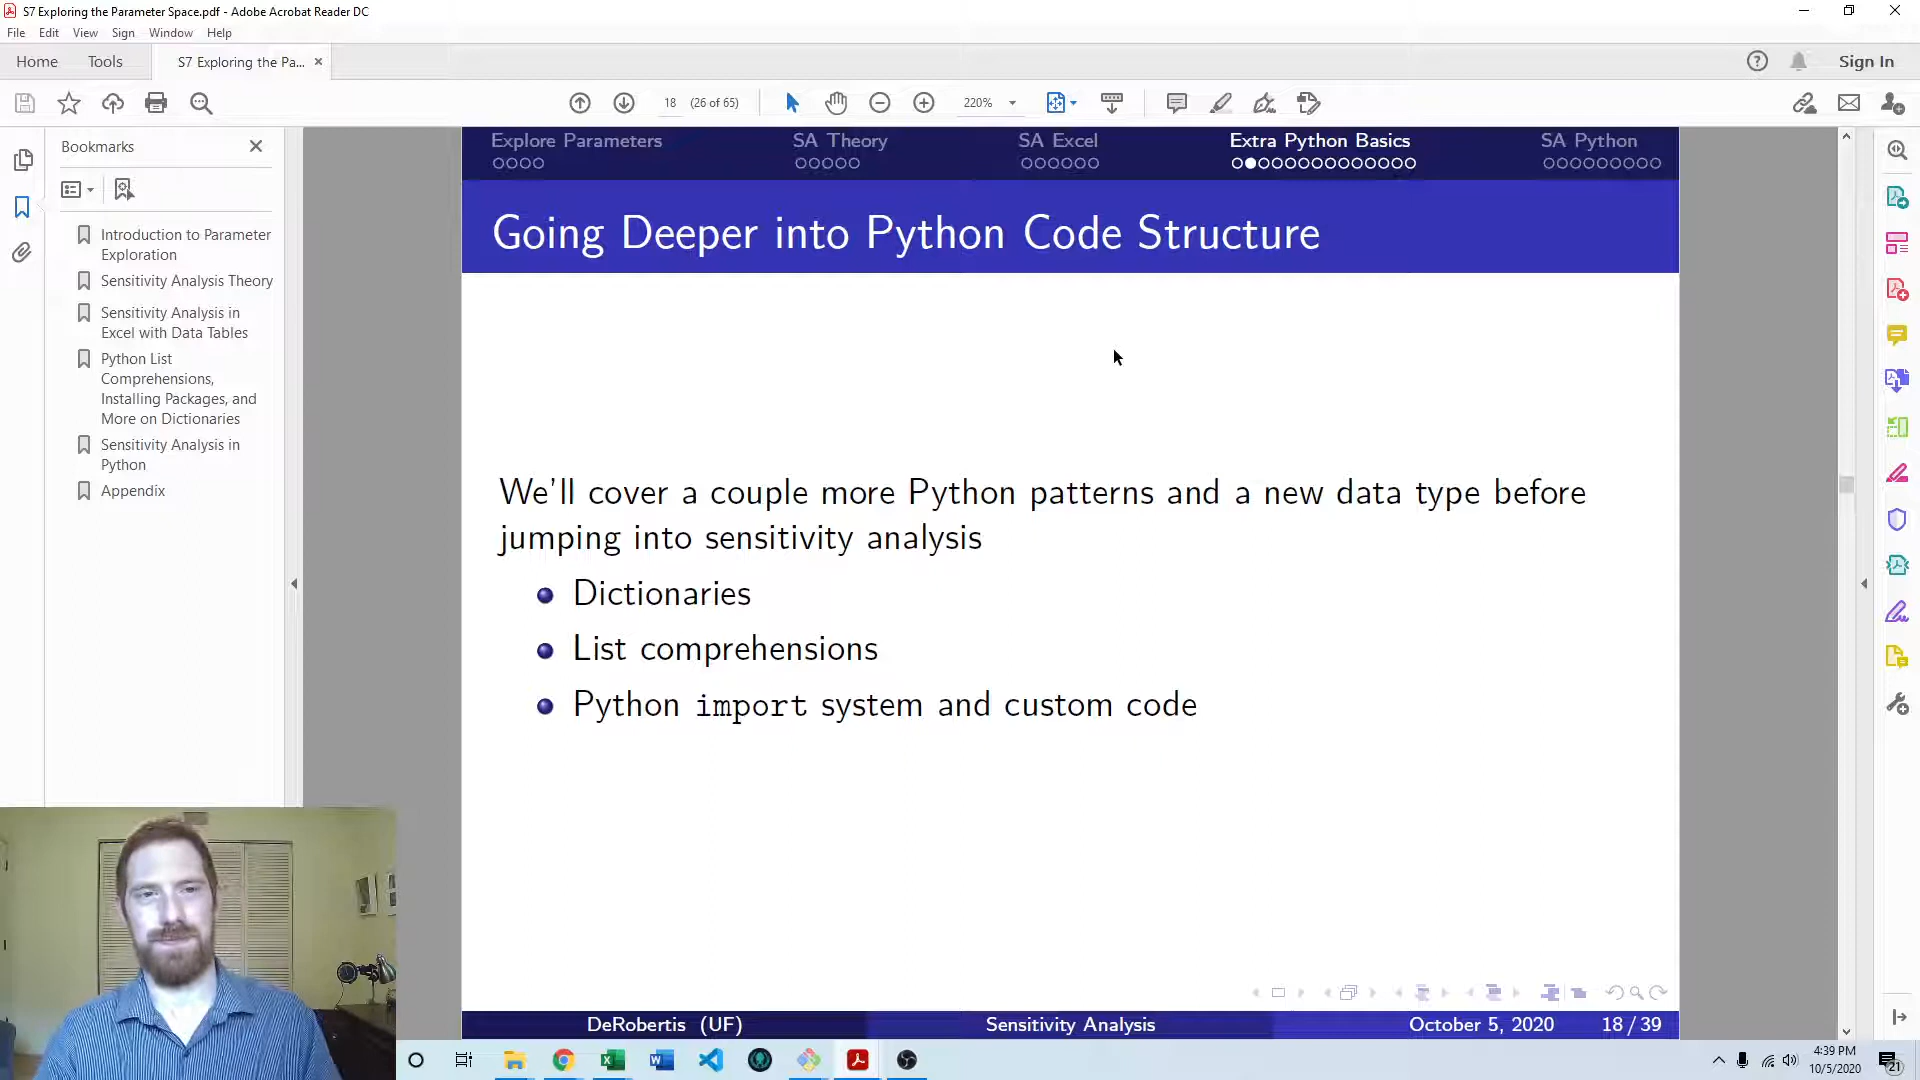 S7 Exploring the Parameter Space.pdf - Adobe Acrobat Reader DC
File Edit View Sign Window Help
Home Tools S7 Exploring the Pa... Sign In
18 (26 of 65) 220%
Bookmarks
Introduction to Parameter
Exploration
Sensitivity Analysis Theory
Sensitivity Analysis in
Excel with Data Tables
Python List
Comprehensions,
Installing Packages, and
More on Dictionaries
Sensitivity Analysis in
Python
Appendix
Explore Parameters SA Theory SA Excel Extra Python Basics SA Python
Going Deeper into Python Code Structure
We'll cover a couple more Python patterns and a new data type before
jumping into sensitivity analysis
Dictionaries
List comprehensions
Python import system and custom code
DeRobertis (UF) Sensitivity Analysis October 5, 2020 18 / 39
4:39 PM
10/5/2020
21